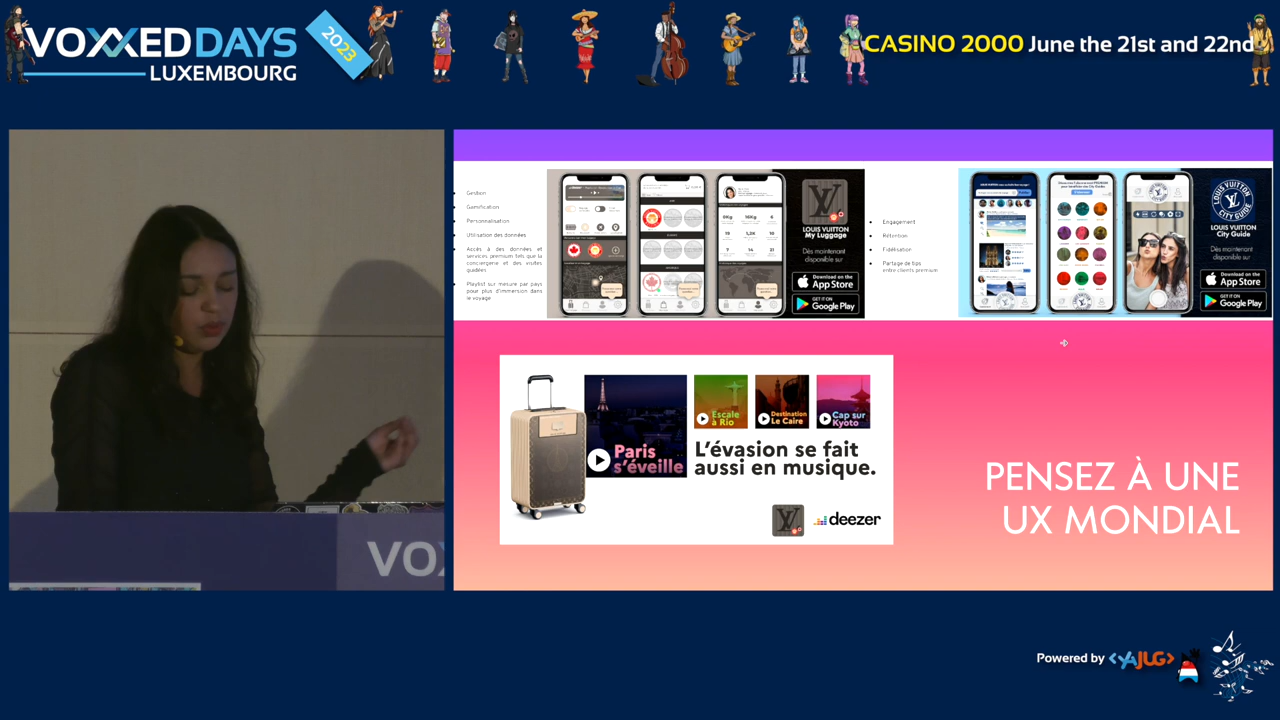 VOXXED DAYS
2023
LUXEMBOURG
CASINO 2000 June the 21st and 22nd
Gestion
Gamification
Personnalisation
Utilisation des données
Accès à des données et
services premium tels que la
conciergerie et des visites
guidées
Playlist sur mesure par pays
pour plus d'immersion dans
le voyage
LOUIS VUITTON
My Luggage
Dès maintenant
disponible sur
Download on the
App Store
GET IT ON
Google Play
Engagement
Rétention
Fidélisation
Partage de tips
entre clients premium
LOUIS VUITTON
CITY GUIDE
LOUIS VUITTON
City Guide
Dès maintenant
disponible sur
Download on the
App Store
GET IT ON
Google Play
Paris
s'éveille
Escale
à Rio
Destination
Le Caire
Cap sur
Kyoto
L'évasion se fait
aussi en musique.
deezer
PENSEZ À UNE
UX MONDIAL
VOX
Powered by <YAJUG>